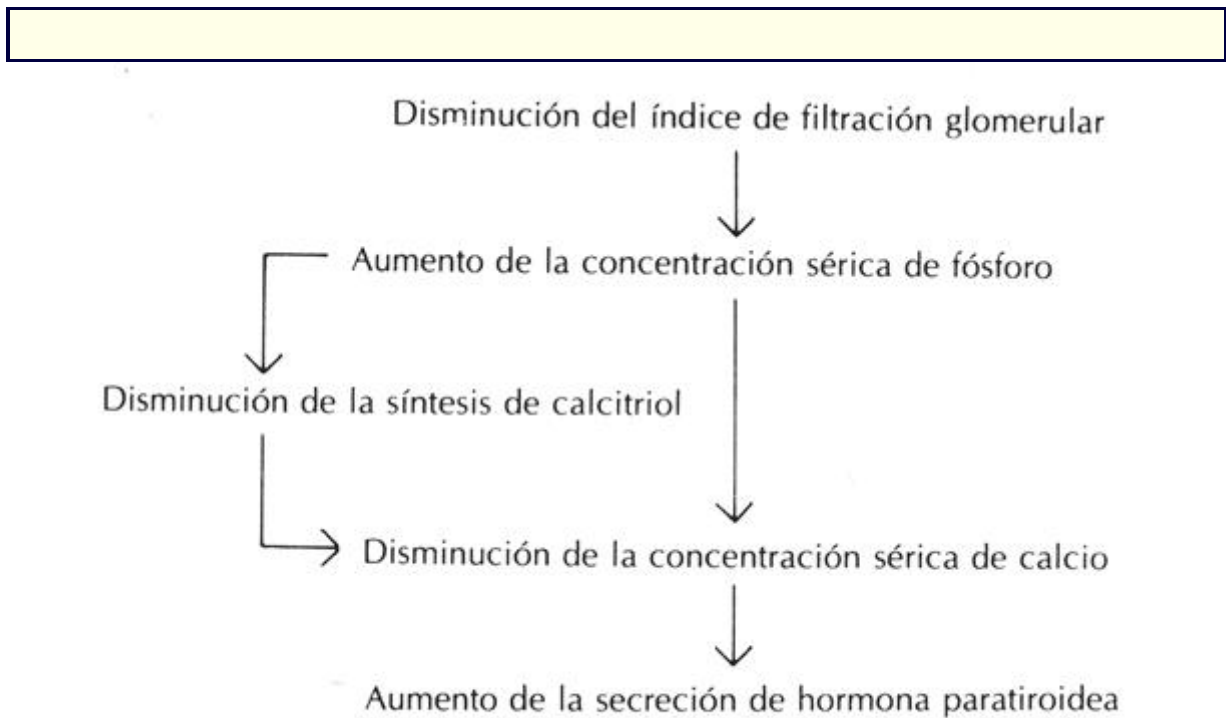 Disminución del índice de filtración glomerular
Aumento de la concentración sérica de fósforo
Disminución de la síntesis de calcitriol
Disminución de la concentración sérica de calcio
Aumento de la secreción de hormona paratiroidea